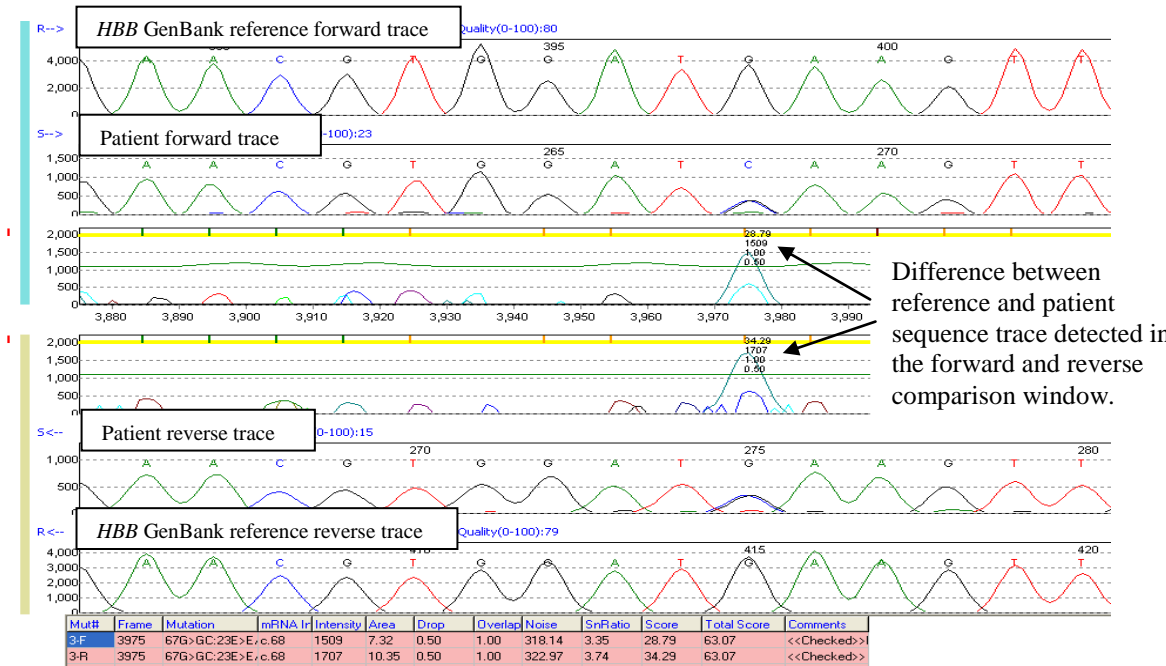 R--> HBB GenBank reference forward trace Quality(0-100):80
395 400
A A C G T G G A T G A A G T T
4,000
2,000
0
S--> Patient forward trace 0-100):23
265 270
A A C G T G G A T C A A G T T
1,500
1,000
500
0
28.79
1509
1.00
0.50
2,000
1,500
1,000
500
0
3,880 3,890 3,900 3,910 3,920 3,930 3,940 3,950 3,960 3,970 3,980 3,990
Difference between
reference and patient
sequence trace detected in
the forward and reverse
comparison window.
34.29
1707
1.00
0.50
2,000
1,500
1,000
500
0
S<-- Patient reverse trace 0-100):15
270 275 280
A A C G T G G A T G A A G T T
1,000
500
0
R<-- HBB GenBank reference reverse trace Quality(0-100):79
415 420
A A C G T G G A T G A A G T T
4,000
3,000
2,000
1,000
0
Mut# Frame Mutation mRNA In Intensity Area Drop Overlap Noise SnRatio Score Total Score Comments
3-F 3975 67G>GC:23E>E, c.68 1509 7.32 0.50 1.00 318.14 3.35 28.79 63.07 <<Checked>>
3-R 3975 67G>GC:23E>E, c.68 1707 10.35 0.50 1.00 322.97 3.74 34.29 63.07 <<Checked>>